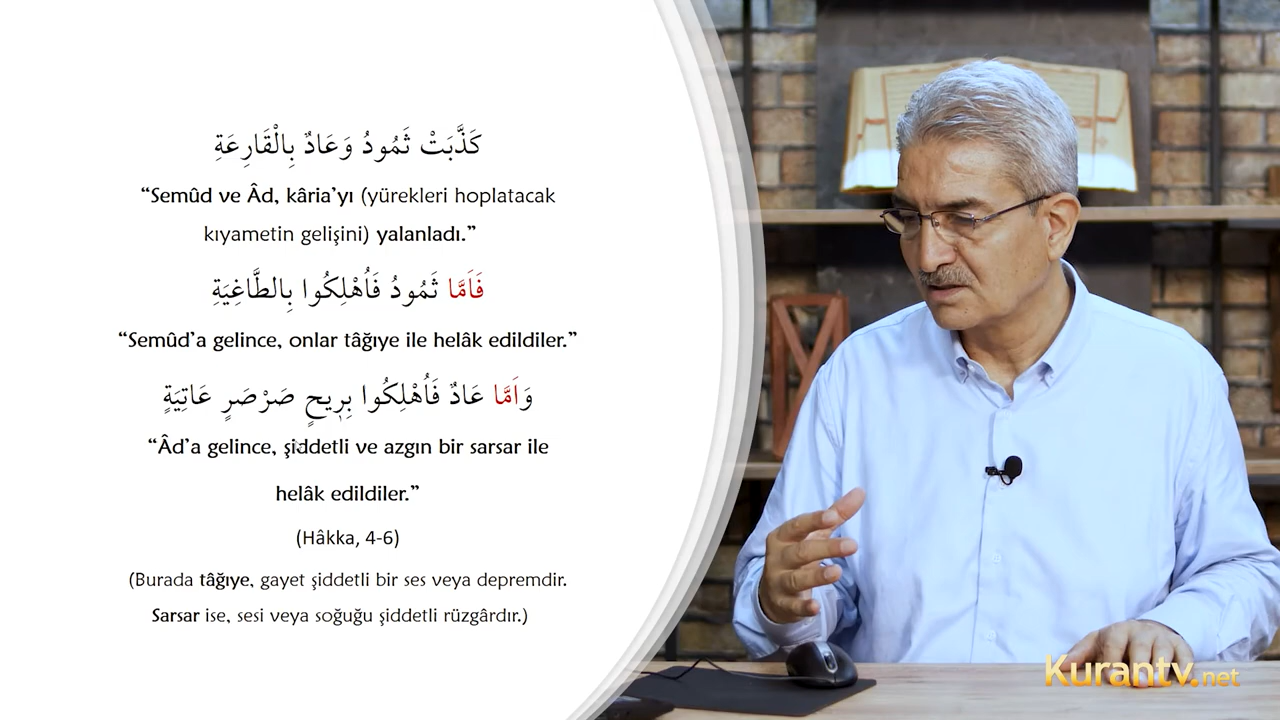 كَذَّبَتْ ثَمُودُ وَعَادٌ بِالْقَارِعَةِ
“Semûd ve Âd, kâria’yı (yürekleri hoplatacak
kıyametin gelişini) yalanladı.”
فَاَمَّا ثَمُودُ فَاُهْلِكُوا بِالطَّاغِيَةِ
“Semûd’a gelince, onlar tâğıye ile helâk edildiler.”
وَاَمَّا عَادٌ فَاُهْلِكُوا بِرِيحٍ صَرْصَرٍ عَاتِيَةٍ
“Âd’a gelince, şiddetli ve azgın bir sarsar ile
helâk edildiler.”
(Hâkka, 4-6)
(Burada tâğıye, gayet şiddetli bir ses veya depremdir.
Sarsar ise, sesi veya soğuğu şiddetli rüzgârdır.)
Kurantv.net